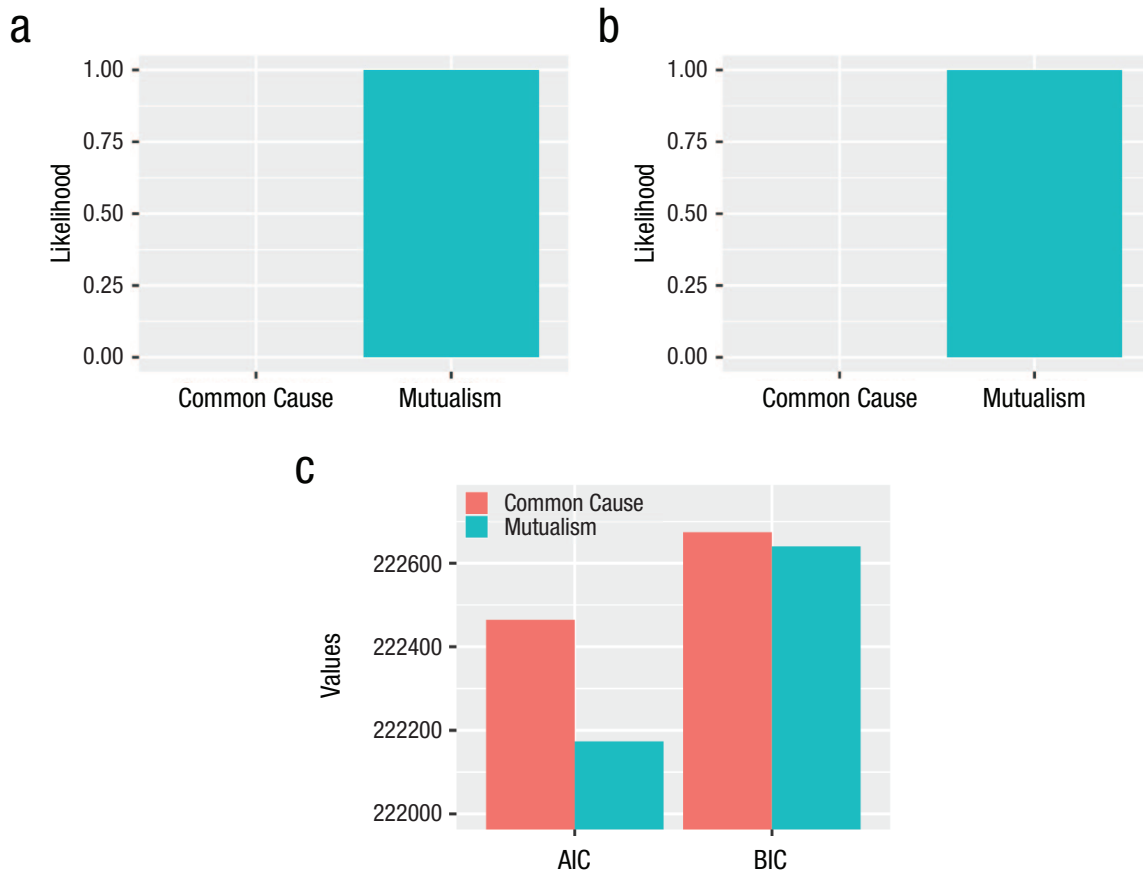 a
1.00
0.75
0.50
0.25
0.00
Likelihood
Common Cause Mutualism
b
1.00
0.75
0.50
0.25
0.00
Likelihood
Common Cause Mutualism
c
Common Cause
Mutualism
222600
222400
222200
222000
Values
AIC BIC